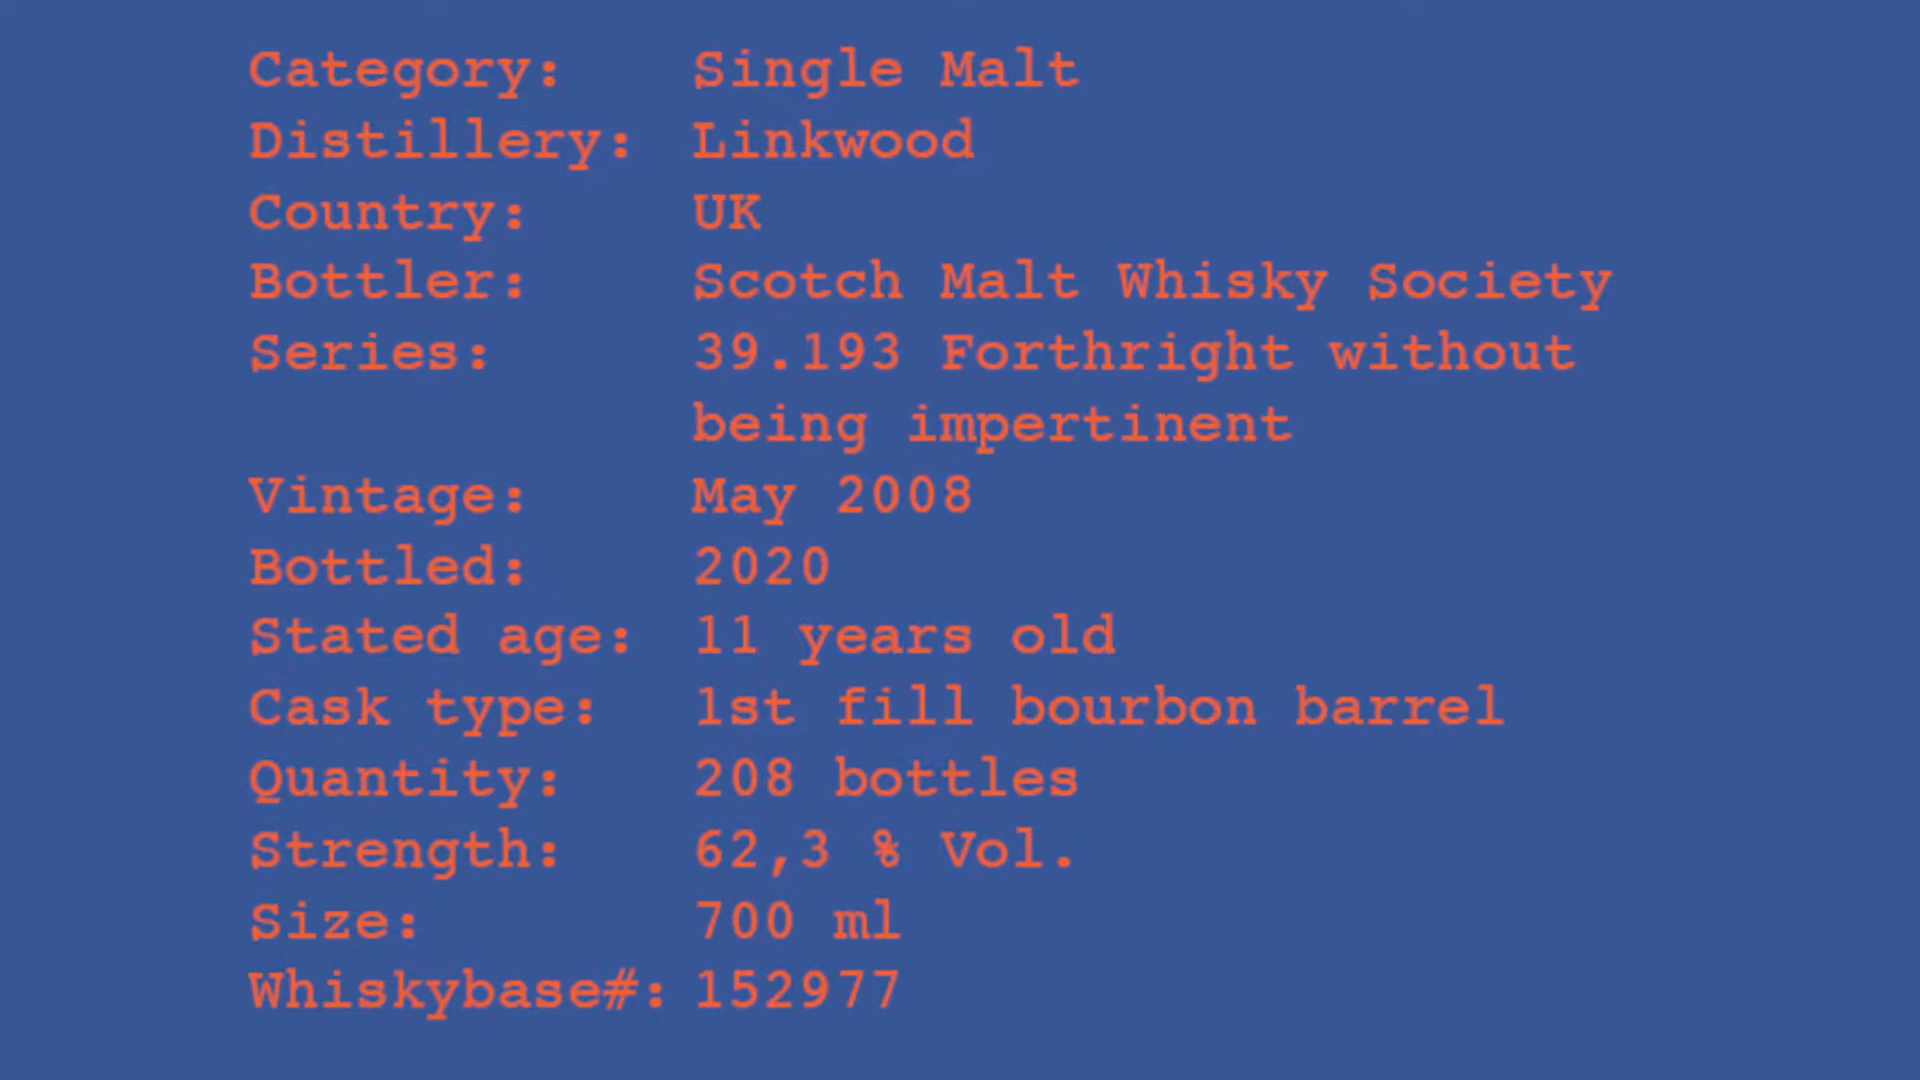 Category: Single Malt
Distillery: Linkwood
Country: UK
Bottler: Scotch Malt Whisky Society
Series: 39.193 Forthright without
being impertinent
Vintage: May 2008
Bottled: 2020
Stated age: 11 years old
Cask type: 1st fill bourbon barrel
Quantity: 208 bottles
Strength: 62,3 % Vol.
Size: 700 ml
Whiskybase#: 152977